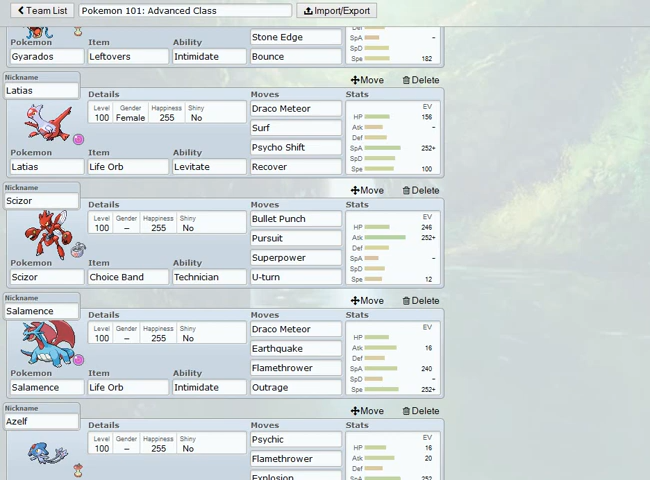 Team List Pokemon 101: Advanced Class Import/Export
Stone Edge Def
SpA –
Pokemon Item Ability SpD
Gyarados Leftovers Intimidate Bounce Spe 182
Nickname Move Delete
Latias Details Moves Stats
Level Gender Happiness Shiny EV
100 Female 255 No Draco Meteor HP 156
Surf Atk –
Def
Psycho Shift SpA 252+
Pokemon Item Ability SpD
Latias Life Orb Levitate Recover Spe 100
Nickname Move Delete
Scizor Details Moves Stats
Level Gender Happiness Shiny EV
100 – 255 No Bullet Punch HP 246
Pursuit Atk 252+
Def
Superpower SpA –
Pokemon Item Ability SpD
Scizor Choice Band Technician U-turn Spe 12
Nickname Move Delete
Salamence Details Moves Stats
Level Gender Happiness Shiny EV
100 – 255 No Draco Meteor HP
Earthquake Atk 16
Def
Flamethrower SpA 240
Pokemon Item Ability SpD –
Salamence Life Orb Intimidate Outrage Spe 252+
Nickname Move Delete
Azelf Details Moves Stats
Level Gender Happiness Shiny EV
100 – 255 No Psychic HP 16
Flamethrower Atk 20
Def
Explosion SpA 252